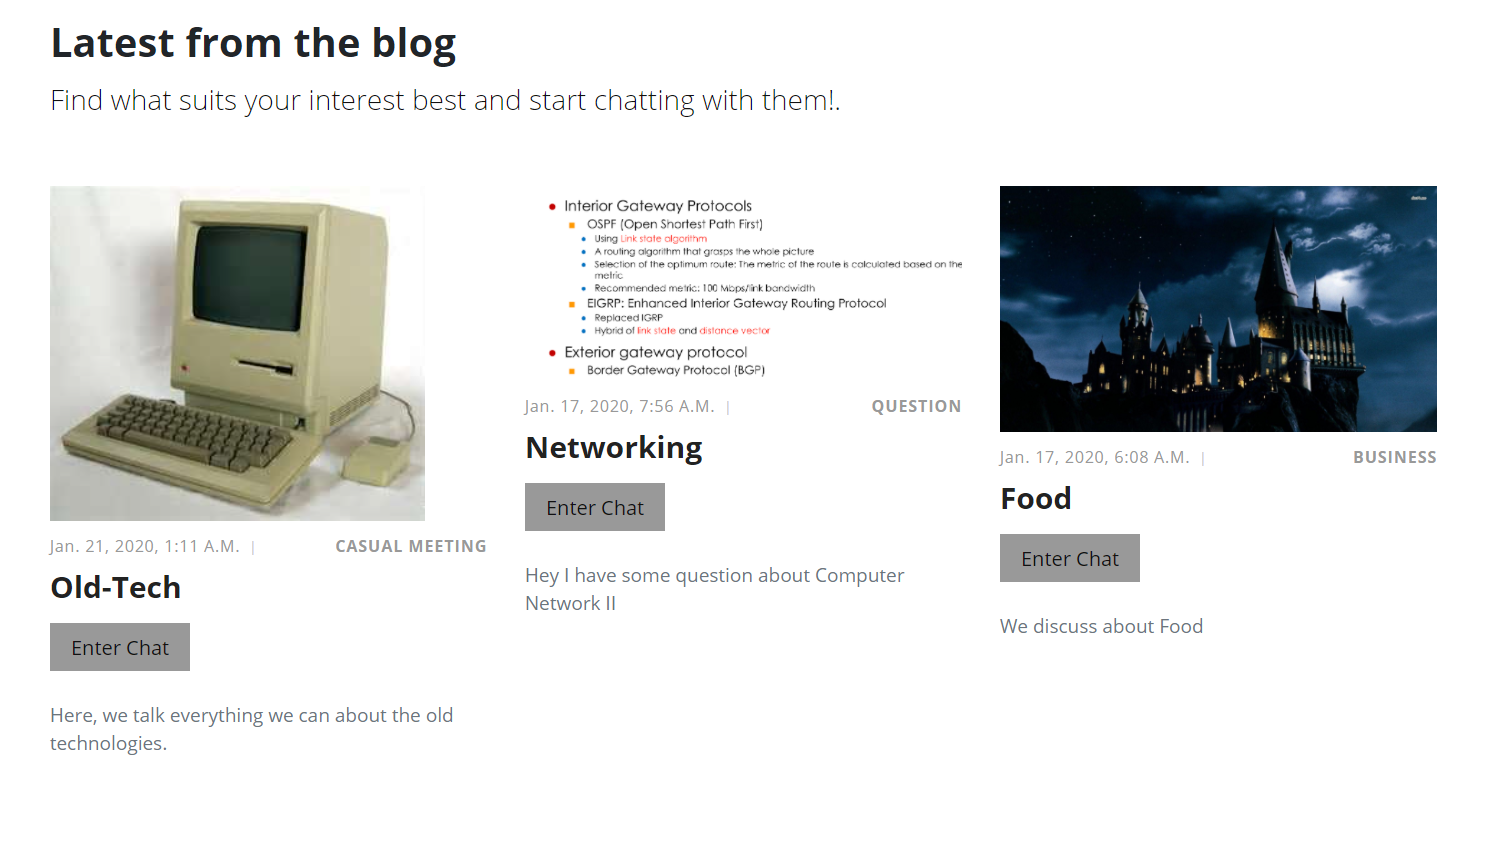 Latest from the blog
Find what suits your interest best and start chatting with them!.
Jan. 21, 2020, 1:11 A.M. |
CASUAL MEETING
Old-Tech
Enter Chat
Here, we talk everything we can about the old
technologies.
Interior Gateway Protocols
OSPF (Open Shortest Path First)
Using Link state algorithm
A routing algorithm that grasps the whole picture
Selection of the optimum route: The metric of the route is calculated based on the
metric
Recommended metric: 100 Mbps/link bandwidth
EIGRP: Enhanced Interior Gateway Routing Protocol
Replaced IGRP
Hybrid of link state and distance vector
Exterior gateway protocol
Border Gateway Protocol (BGP)
Jan. 17, 2020, 7:56 A.M. |
QUESTION
Networking
Enter Chat
Hey I have some question about Computer
Network II
Jan. 17, 2020, 6:08 A.M. |
BUSINESS
Food
Enter Chat
We discuss about Food